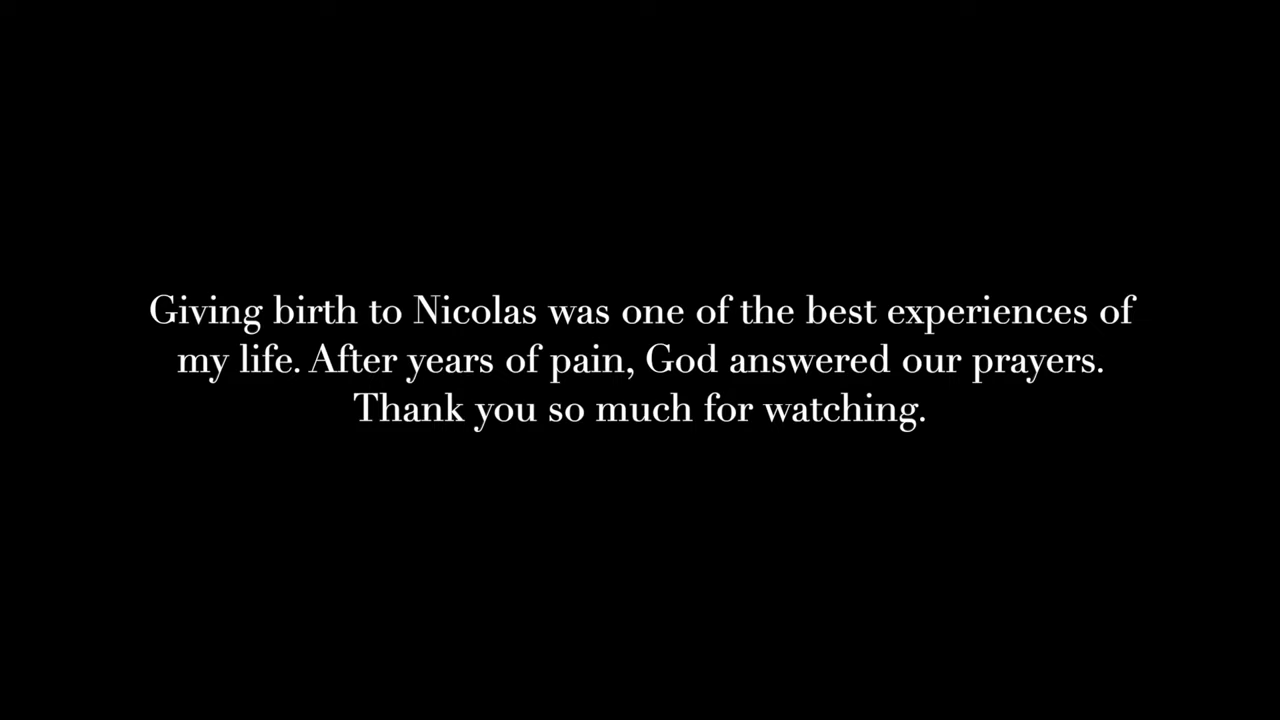 Giving birth to Nicolas was one of the best experiences of
my life. After years of pain, God answered our prayers.
Thank you so much for watching.